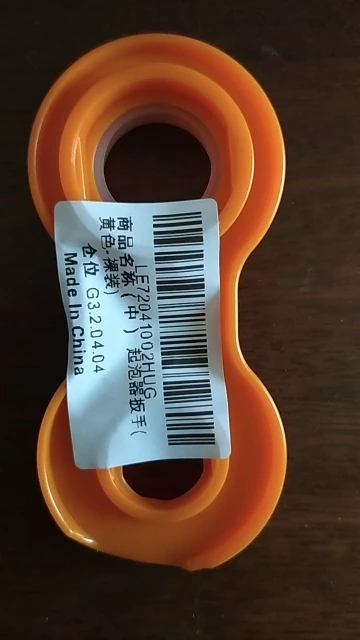 LE72041002HUG
商品名称(中) 起泡器扳手(
黄色-裸装)
仓位 G3.2.04.04
Made In China